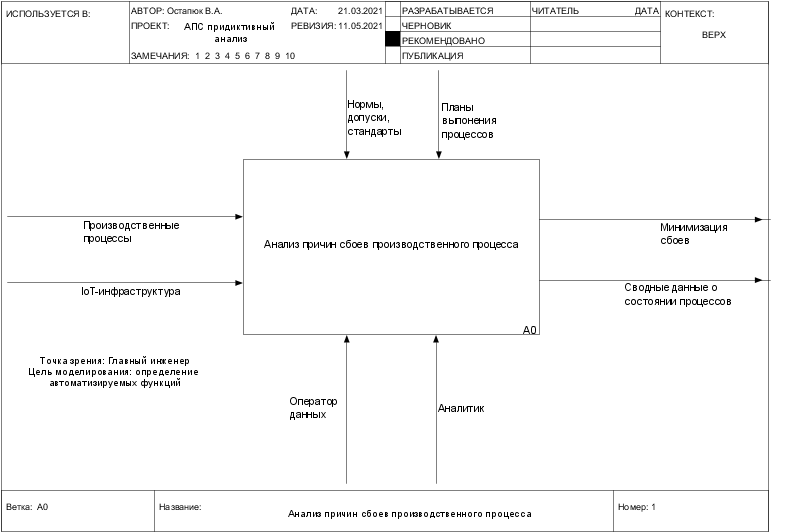 ИСПОЛЬЗУЕТСЯ В:
АВТОР: Остапюк В.А.
ДАТА: 21.03.2021
ПРОЕКТ: АПС придиктивный
анализ
РЕВИЗИЯ: 11.05.2021
ЗАМЕЧАНИЯ: 1 2 3 4 5 6 7 8 9 10
РАЗРАБАТЫВАЕТСЯ
ЧЕРНОВИК
РЕКОМЕНДОВАНО
ПУБЛИКАЦИЯ
ЧИТАТЕЛЬ
ДАТА
КОНТЕКСТ:
ВЕРХ
Нормы,
допуски,
стандарты
Планы
выпонения
процессов
Производственные
процессы
Анализ причин сбоев производственного процесса
Минимизация
сбоев
IoT-инфраструктура
Сводные данные о
состоянии процессов
A0
Точка зрения: Главный инженер
Цель моделирования: определение
автоматизируемых функций
Оператор
данных
Аналитик
Ветка: A0
Название:
Анализ причин сбоев производственного процесса
Номер: 1